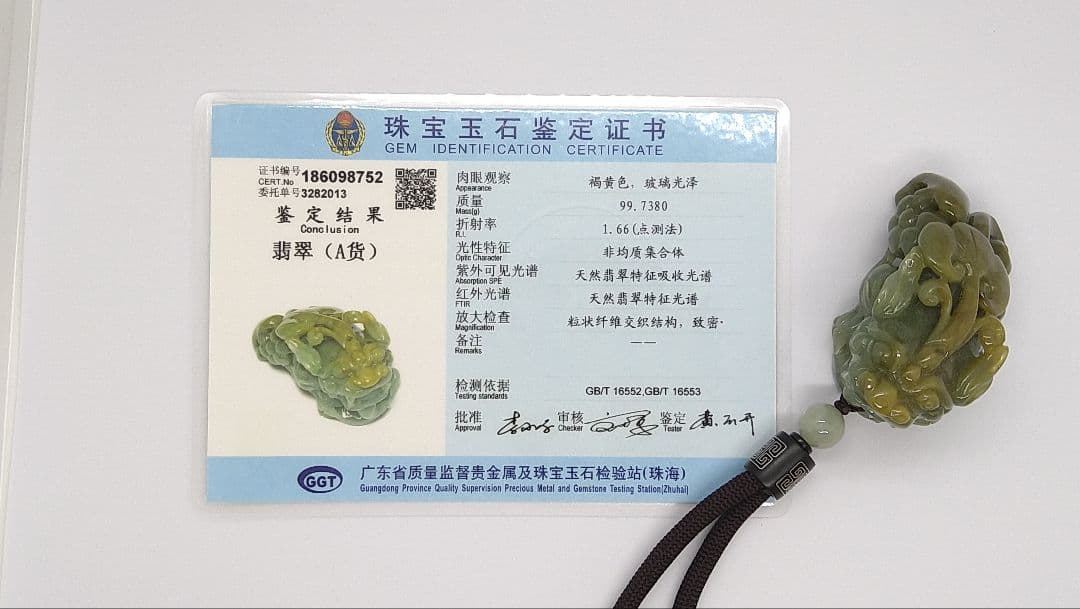 珠宝玉石鉴定证书
GEM IDENTIFICATION CERTIFICATE
证书编号 186098752
CERT.No
委托单号 3282013
鉴定结果
Conclusion
翡翠（A货）
肉眼观察 褐黄色，玻璃光泽
Appearance
质量 99.7380
Mass(g)
折射率 1.66(点测法)
R.I.
光性特征 非均质集合体
Optic Character
紫外可见光谱 天然翡翠特征吸收光谱
Absorption SPE
红外光谱 天然翡翠特征光谱
FTIR
放大检查 粒状纤维交织结构，致密
Magnification
备注 ——
Remarks
检测依据 GB/T 16552,GB/T 16553
Testing standards
批准 审核 鉴定
Approval Checker Tester
GGT 广东省质量监督贵金属及珠宝玉石检验站(珠海)
Guangdong Province Quality Supervision Precious Metal and Gemstone Testing Station(Zhuhai)